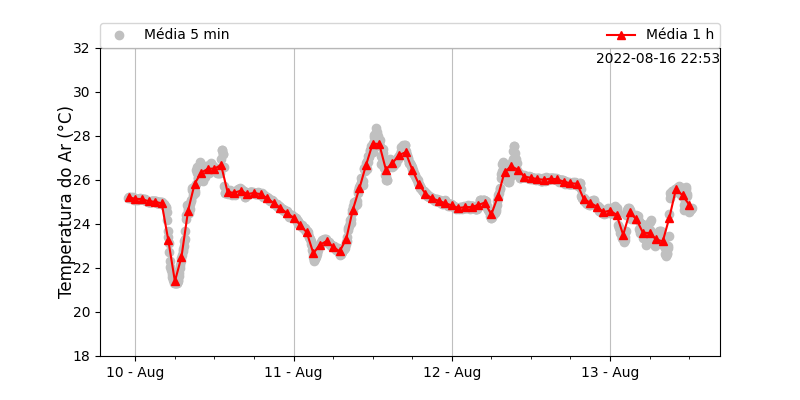 Média 5 min
Média 1 h
2022-08-16 22:53
Temperatura do Ar (°C)
32
30
28
26
24
22
20
18
10 - Aug
11 - Aug
12 - Aug
13 - Aug